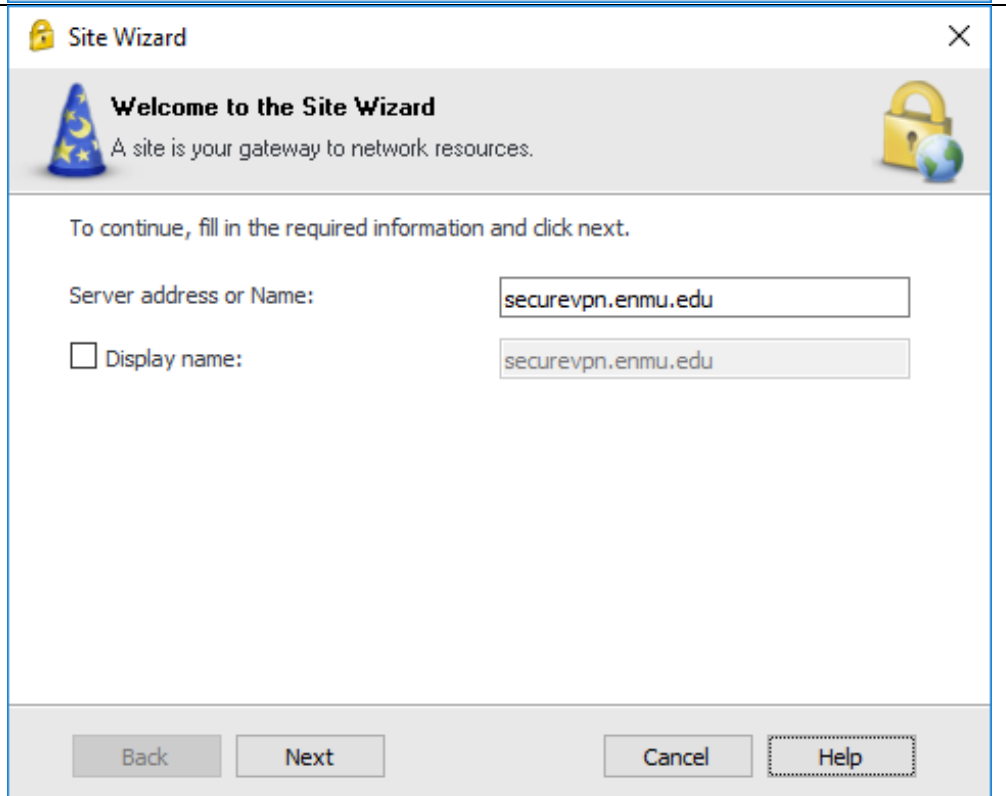 Site Wizard
Welcome to the Site Wizard
A site is your gateway to network resources.
To continue, fill in the required information and click next.
Server address or Name: securevpn.enmu.edu
Display name: securevpn.enmu.edu
Back Next Cancel Help